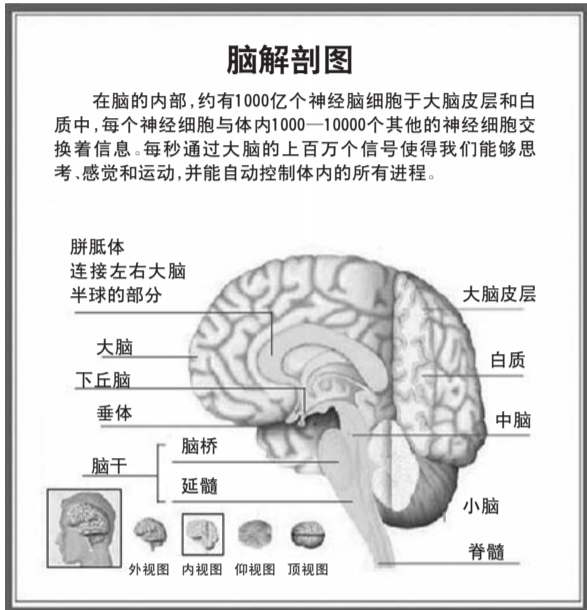 脑解剖图
在脑的内部,约有1000亿个神经脑细胞于大脑皮层和白
质中,每个神经细胞与体内1000—10000个其他的神经细胞交
换着信息。每秒通过大脑的上百万个信号使得我们能够思
考、感觉和运动,并能自动控制体内的所有进程。
胼胝体
连接左右大脑
半球的部分
大脑
下丘脑
垂体
脑干
脑桥
延髓
大脑皮层
白质
中脑
小脑
脊髓
外视图
内视图
仰视图
顶视图